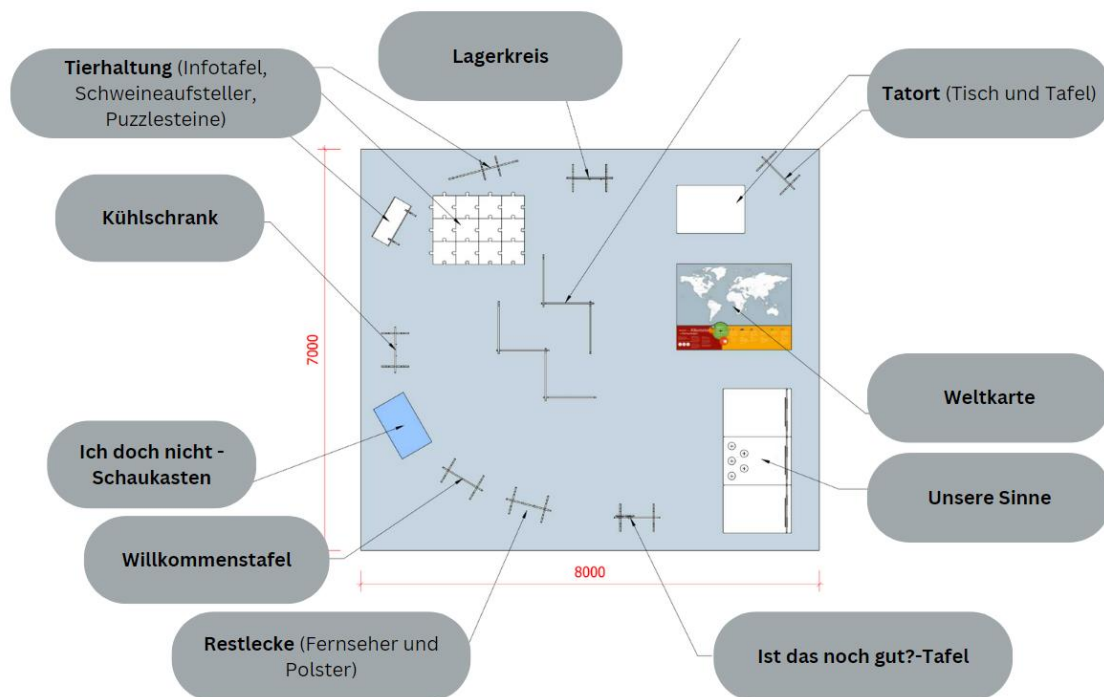 Lagerkreis
Tierhaltung (Infotafel,
Schweineaufsteller,
Puzzlesteine)
Tatort (Tisch und Tafel)
Kühlschrank
7000
Weltkarte
Ich doch nicht -
Schaukasten
Unsere Sinne
Willkommenstafel
8000
Restlecke (Fernseher und
Polster)
Ist das noch gut?-Tafel